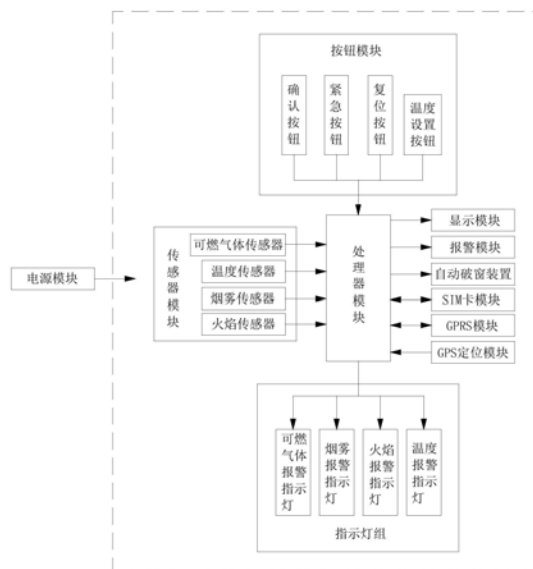 按钮模块
确认按钮
紧急按钮
复位按钮
温度
设置
按钮
电源模块
传感器模块
可燃气体传感器
温度传感器
烟雾传感器
火焰传感器
处理器模块
显示模块
报警模块
自动破窗装置
SIM卡模块
GPRS模块
GPS定位模块
可燃
气体
报警
指示
灯
烟雾
报警
指示
灯
火焰
报警
指示
灯
温度
报警
指示
灯
指示灯组